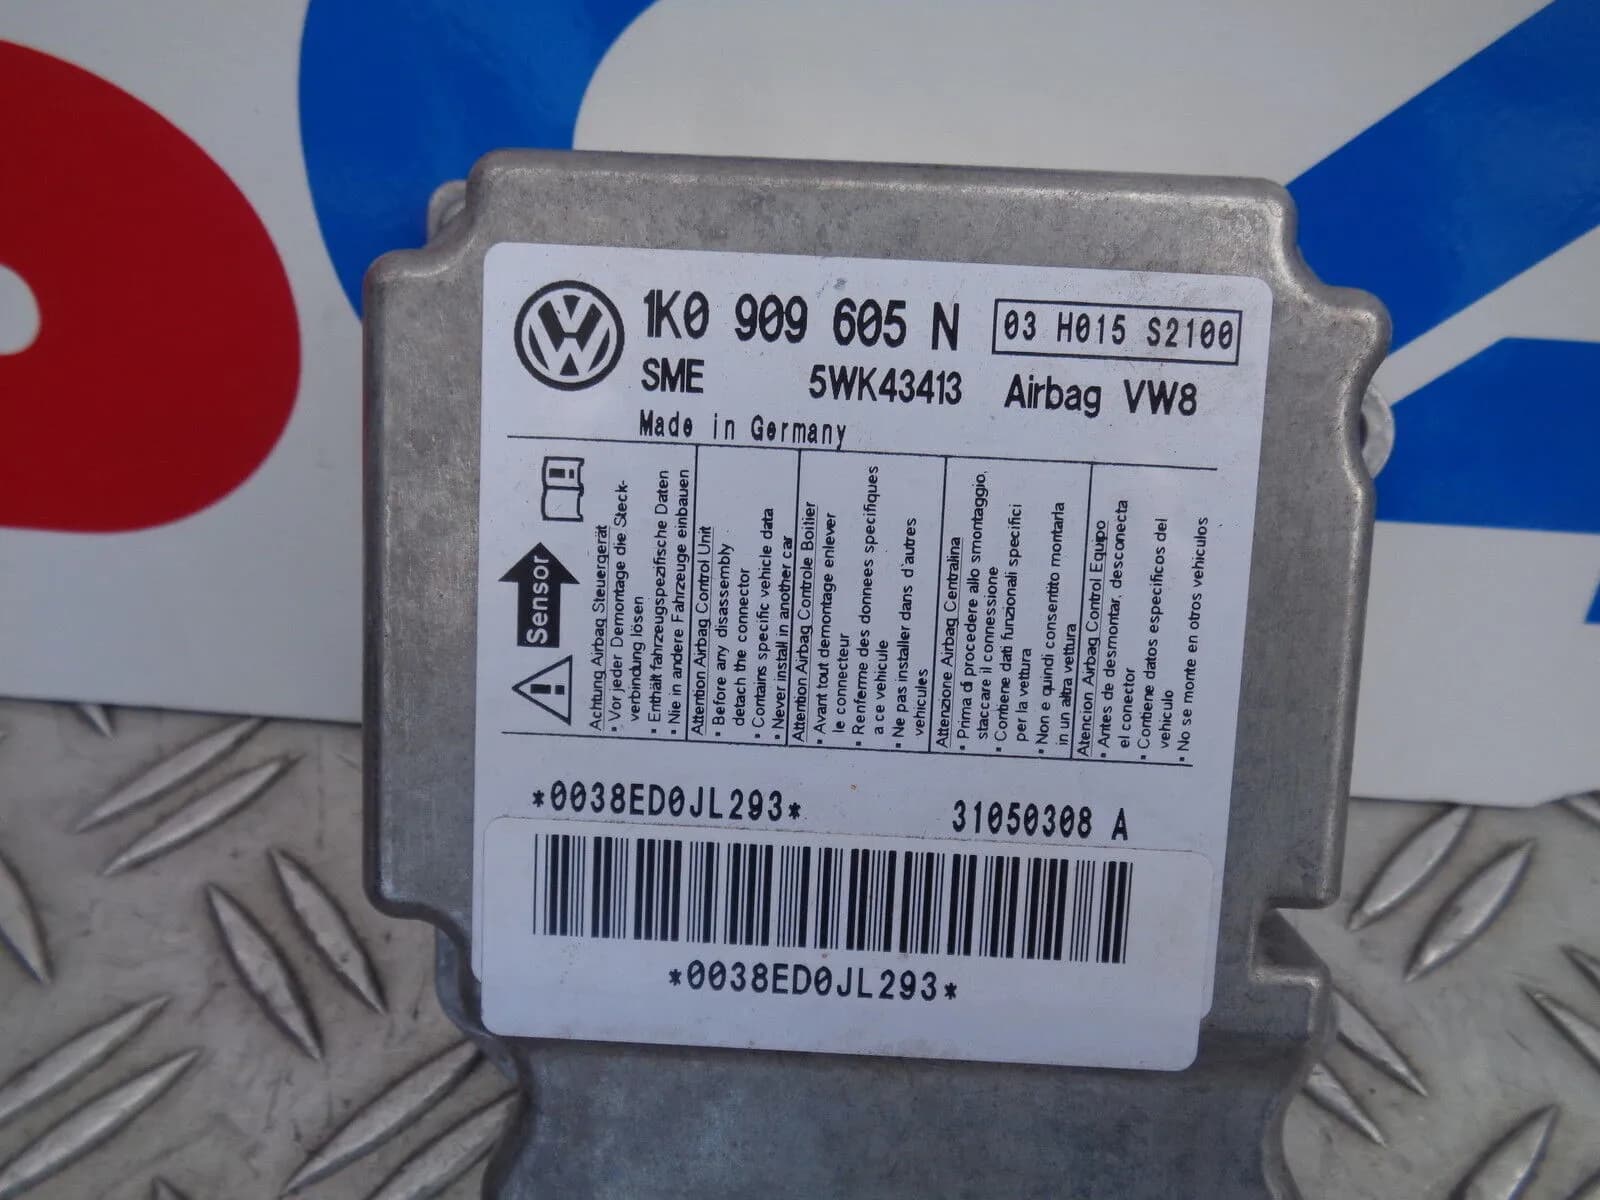 1K0 909 605 N
03 H015 S2100
SME 5WK43413 Airbag VW8
Made in Germany
Sensor
Achtung Airbag Steuergerät
• Vor jeder Demontage die Steck-
verbindung lösen
• Enthält fahrzeugspezifische Daten
• Nie in andere Fahrzeuge einbauen
Attention Airbag Control Unit
• Before any disassembly
detach the connector
• Contains specific vehicle data
• Never install in another car
Attention Airbag Controle Boitier
• Avant tout demontage enlever
le connecteur
• Renferme des donnees specifiques
a ce vehicule
• Ne pas installer dans d'autres
vehicules
Attenzione Airbag Centralina
• Prima di procedere allo smontaggio,
staccare il connessione
• Contiene dati funzionali specifici
per la vettura
• Non e quindi consentito montarla
in un altra vettura
Atencion Airbag Control Equipo
• Antes de desmontar, desconecta
el conector
• Contiene datos especificos del
vehiculo
• No se monte en otros vehiculos
*0038ED0JL293* 31050308 A
*0038ED0JL293*